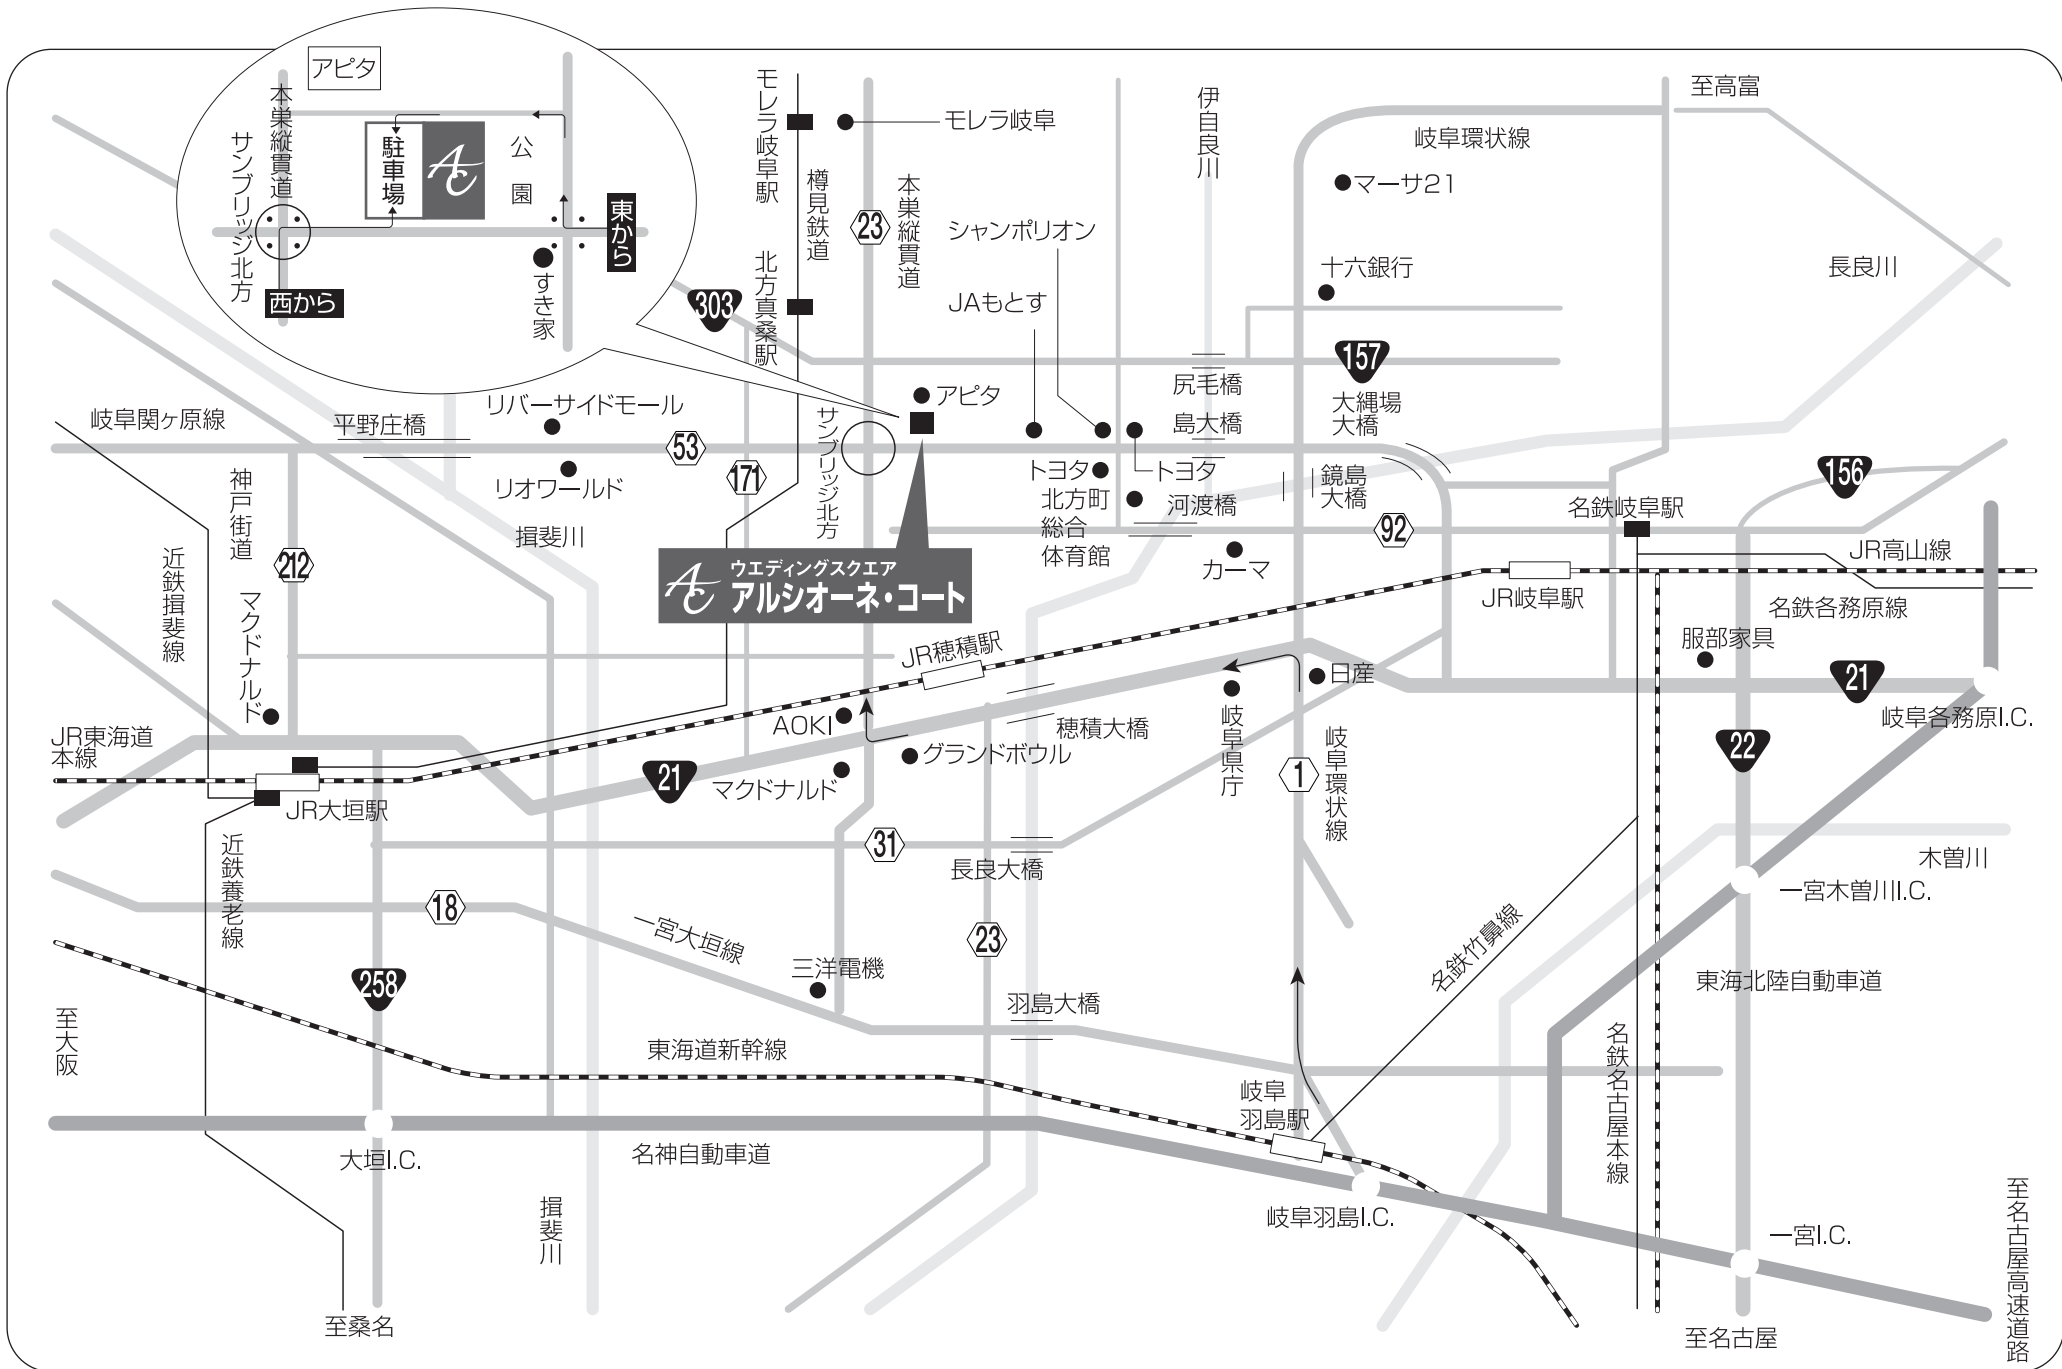 アピタ
本巣縦貫道
サンブリッジ北方
駐車場
AC
公園
東から
西から
すき家
モレラ岐阜駅
モレラ岐阜
樽見鉄道
23
本巣縦貫道
北方真桑駅
303
シャンポリオン
JAもとす
伊自良川
岐阜環状線
マーサ21
十六銀行
至高富
長良川
157
尻毛橋
大縄場
大橋
島大橋
アピタ
リバーサイドモール
岐阜関ヶ原線
平野庄橋
53
171
サンブリッジ北方
リオワールド
神戸街道
212
揖斐川
近鉄揖斐線
マクドナルド
トヨタ
トヨタ
北方町
総合
体育館
河渡橋
鏡島
大橋
92
カーマ
名鉄岐阜駅
156
JR高山線
名鉄各務原線
JR岐阜駅
服部家具
21
岐阜各務原I.C.
AC
ウエディングスクエア
アルシオーネ・コート
JR穂積駅
AOKI
グランドボウル
マクドナルド
21
穂積大橋
岐阜県庁
日産
1
岐阜環状線
22
JR東海道
本線
JR大垣駅
近鉄養老線
31
長良大橋
18
一宮大垣線
23
258
三洋電機
羽島大橋
名鉄竹鼻線
木曽川
一宮木曽川I.C.
東海北陸自動車道
至大阪
東海道新幹線
岐阜
羽島駅
名鉄名古屋本線
大垣I.C.
名神自動車道
揖斐川
岐阜羽島I.C.
一宮I.C.
至桑名
至名古屋
至名古屋高速道路